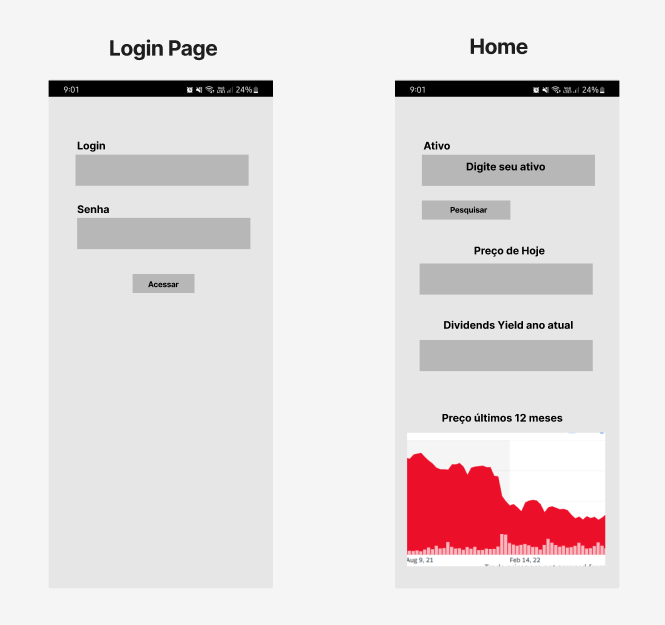 Login Page
9:01
24%
Login
Senha
Acessar
Home
9:01
24%
Ativo
Digite seu ativo
Pesquisar
Preço de Hoje
Dividends Yield ano atual
Preço últimos 12 meses
Aug 9, 21
Feb 14, 22